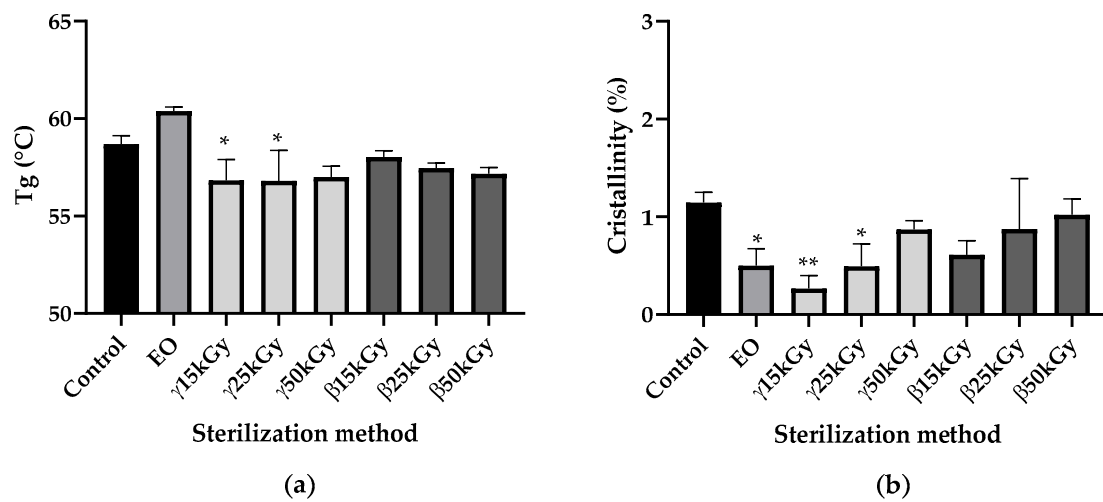 65
60
55
50
Tg (°C)
*
*
Control
EO
γ15kGy
γ25kGy
γ50kGy
β15kGy
β25kGy
β50kGy
Sterilization method
(a)
3
2
1
0
Cristallinity (%)
*
**
*
Control
EO
γ15kGy
γ25kGy
γ50kGy
β15kGy
β25kGy
β50kGy
Sterilization method
(b)